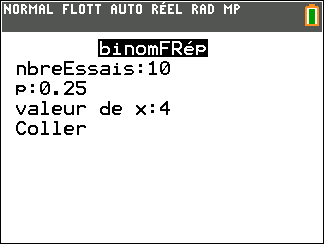 NORMAL FLOTT AUTO RÉEL RAD MP
binomFRép
nbreEssais:10
p:0.25
valeur de x:4
Coller